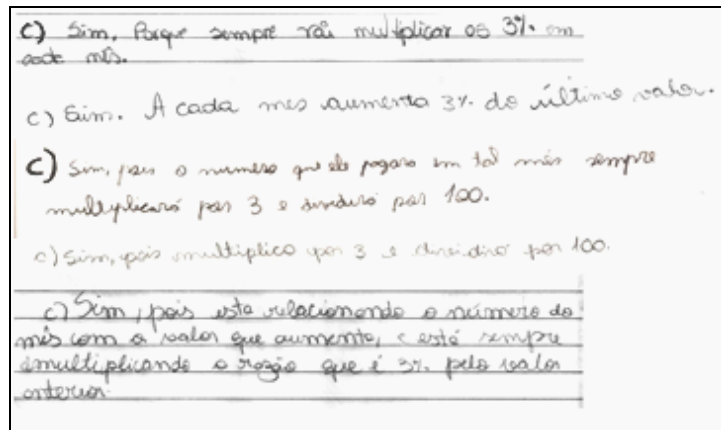 c) Sim. Porque sempre vai multiplicar os 3% em
cada mês.
c) Sim. A cada mes aumenta 3% do último valor.
c) Sim, pois o numero que ele pagara em tal mês sempre
multiplicará por 3 e dividirá por 100.
c) Sim, pois multiplico por 3 e dividiro por 100.
c) Sim, pois esta relacionando o número do
mês com o valor que aumenta, e está sempre
multiplicando a razão que é 3% pelo valor
anterior.